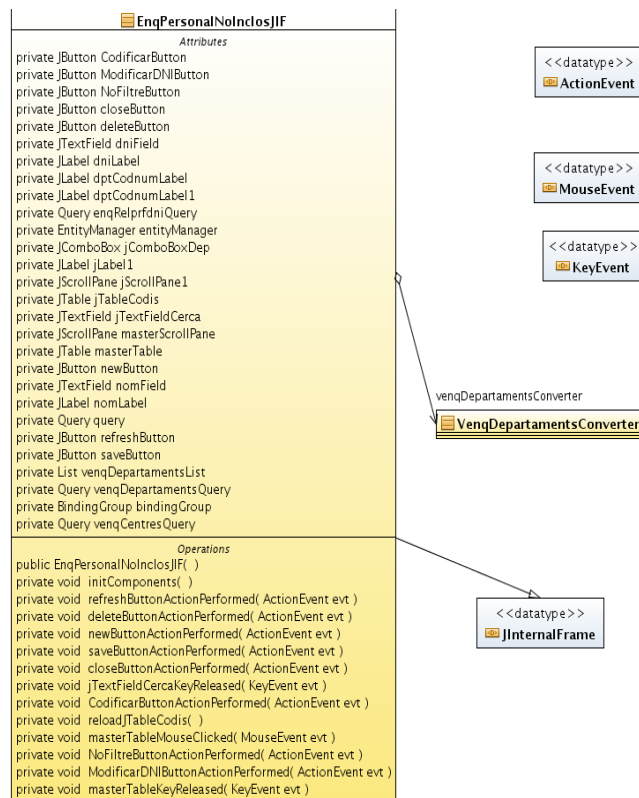 EnqPersonalNoInclosJIF
Attributes
private JButton CodificarButton
private JButton ModificarDNIButton
private JButton NoFiltreButton
private JButton closeButton
private JButton deleteButton
private JTextField dniField
private JLabel dniLabel
private JLabel dptCodnumLabel
private JLabel dptCodnumLabel1
private Query enqRelprfdniQuery
private EntityManager entityManager
private JComboBox jComboBoxDep
private JLabel jLabel1
private JScrollPane jScrollPane1
private JTable jTableCodis
private JTextField jTextFieldCerca
private JScrollPane masterScrollPane
private JTable masterTable
private JButton newButton
private JTextField nomField
private JLabel nomLabel
private Query query
private JButton refreshButton
private JButton saveButton
private List venqDepartamentsList
private Query venqDepartamentsQuery
private BindingGroup bindingGroup
private Query venqCentresQuery
Operations
public EnqPersonalNoInclosJIF( )
private void initComponents( )
private void refreshButtonActionPerformed( ActionEvent evt )
private void deleteButtonActionPerformed( ActionEvent evt )
private void newButtonActionPerformed( ActionEvent evt )
private void saveButtonActionPerformed( ActionEvent evt )
private void closeButtonActionPerformed( ActionEvent evt )
private void jTextFieldCercaKeyReleased( KeyEvent evt )
private void CodificarButtonActionPerformed( ActionEvent evt )
private void reloadJTableCodis( )
private void masterTableMouseClicked( MouseEvent evt )
private void NoFiltreButtonActionPerformed( ActionEvent evt )
private void ModificarDNIButtonActionPerformed( ActionEvent evt )
private void masterTableKeyReleased( KeyEvent evt )
<<datatype>>
ActionEvent
<<datatype>>
MouseEvent
<<datatype>>
KeyEvent
venqDepartamentsConverter
VenqDepartamentsConverter
<<datatype>>
JInternalFrame